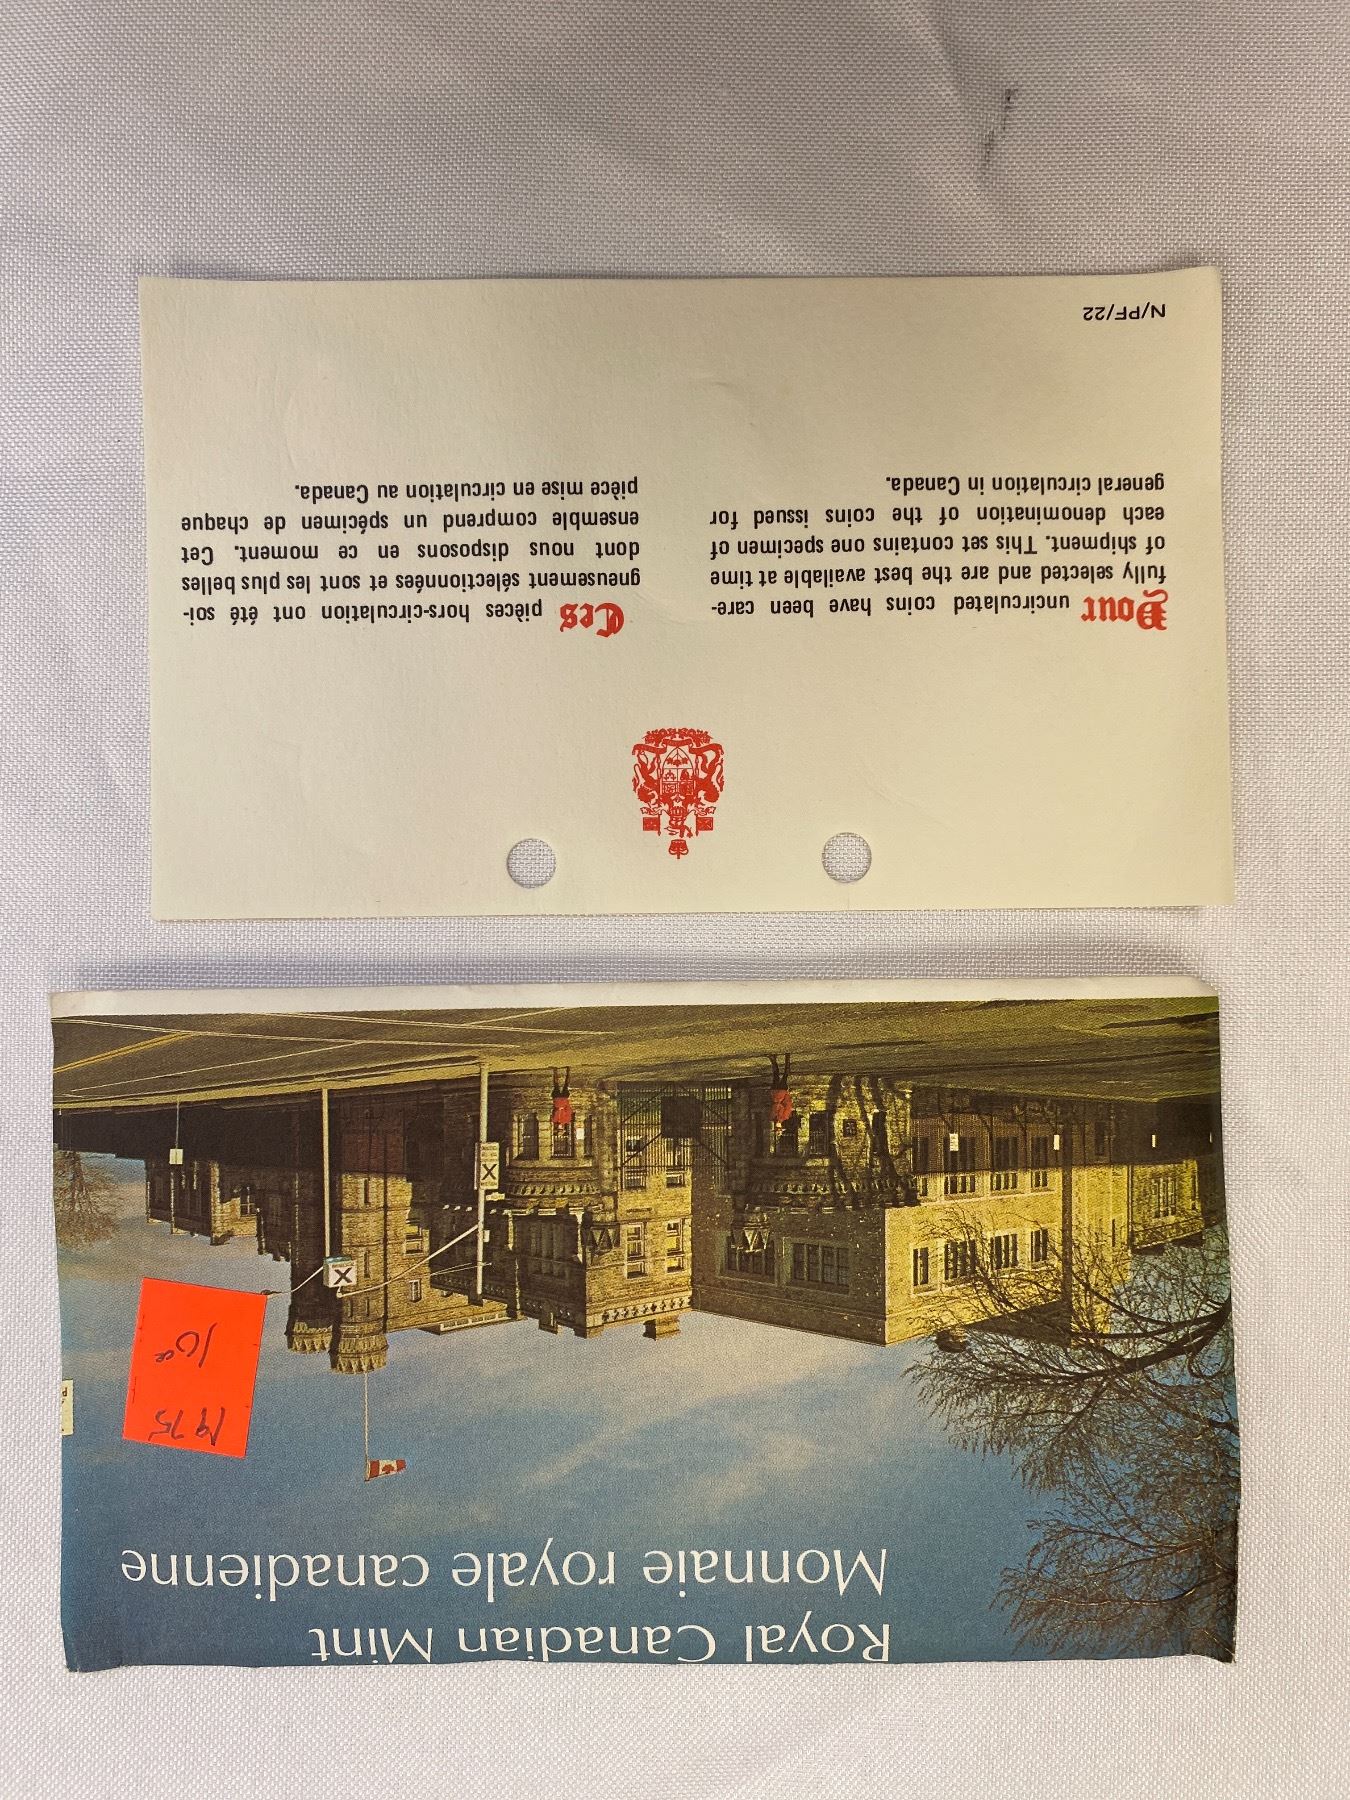 Royal Canadian Mint
Monnaie royale canadienne
1975
10
X
X
Your uncirculated coins have been care-
fully selected and are the best available at time
of shipment. This set contains one specimen of
each denomination of the coins issued for
general circulation in Canada.
Ces pièces hors-circulation ont été soi-
gneusement sélectionnées et sont les plus belles
dont nous disposons en ce moment. Cet
ensemble comprend un spécimen de chaque
pièce mise en circulation au Canada.
N/PF/22